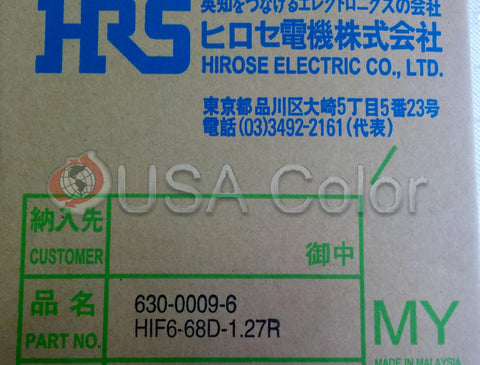 英知をつなげるエレクトロニクスの会社
HRS
ヒロセ電機株式会社
HIROSE ELECTRIC CO., LTD.
東京都品川区大崎5丁目5番23号
電話(03)3492-2161(代表)
USA Color
納入先
CUSTOMER
御中
品名
PART NO.
630-0009-6
HIF6-68D-1.27R
MY
MADE IN MALAYSIA